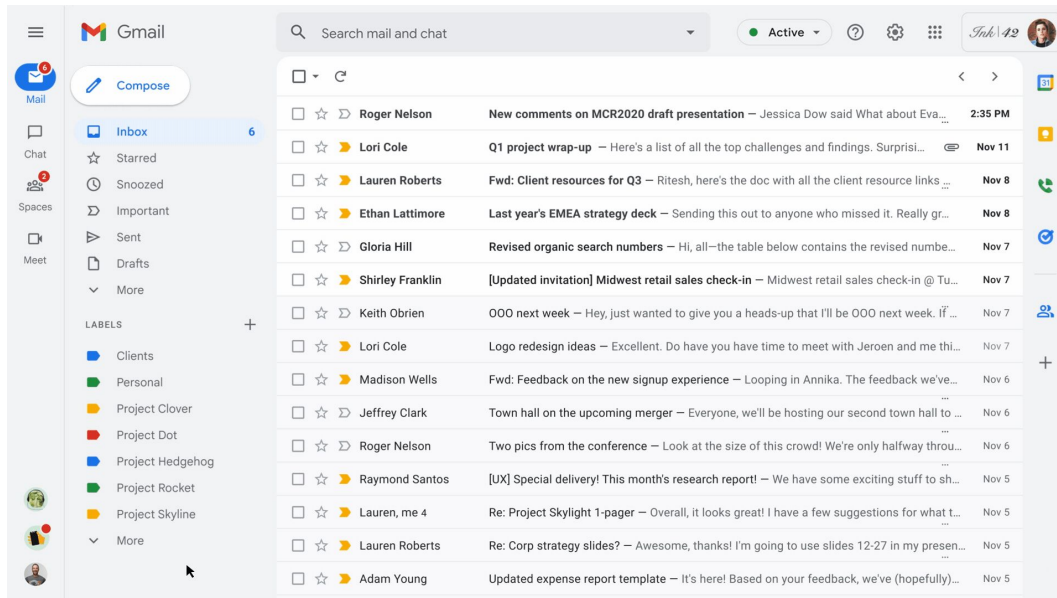 Gmail
Search mail and chat
Active
Ink 42
6
Mail
Compose
31
Chat
2
Spaces
Meet
Inbox 6
Starred
Snoozed
Important
Sent
Drafts
More
LABELS
Clients
Personal
Project Clover
Project Dot
Project Hedgehog
Project Rocket
Project Skyline
More
Roger Nelson New comments on MCR2020 draft presentation — Jessica Dow said What about Eva... 2:35 PM
Lori Cole Q1 project wrap-up — Here's a list of all the top challenges and findings. Surprisi... Nov 11
Lauren Roberts Fwd: Client resources for Q3 — Ritesh, here's the doc with all the client resource links ... Nov 8
Ethan Lattimore Last year's EMEA strategy deck — Sending this out to anyone who missed it. Really gr... Nov 8
Gloria Hill Revised organic search numbers — Hi, all—the table below contains the revised numbe... Nov 7
Shirley Franklin [Updated invitation] Midwest retail sales check-in — Midwest retail sales check-in @ Tu... Nov 7
Keith Obrien OOO next week — Hey, just wanted to give you a heads-up that I'll be OOO next week. If ... Nov 7
Lori Cole Logo redesign ideas — Excellent. Do have you have time to meet with Jeroen and me thi... Nov 7
Madison Wells Fwd: Feedback on the new signup experience — Looping in Annika. The feedback we've... Nov 6
Jeffrey Clark Town hall on the upcoming merger — Everyone, we'll be hosting our second town hall to ... Nov 6
Roger Nelson Two pics from the conference — Look at the size of this crowd! We're only halfway throu... Nov 6
Raymond Santos [UX] Special delivery! This month's research report! — We have some exciting stuff to sh... Nov 5
Lauren, me 4 Re: Project Skylight 1-pager — Overall, it looks great! I have a few suggestions for what t... Nov 5
Lauren Roberts Re: Corp strategy slides? — Awesome, thanks! I'm going to use slides 12-27 in my presen... Nov 5
Adam Young Updated expense report template — It's here! Based on your feedback, we've (hopefully)... Nov 5